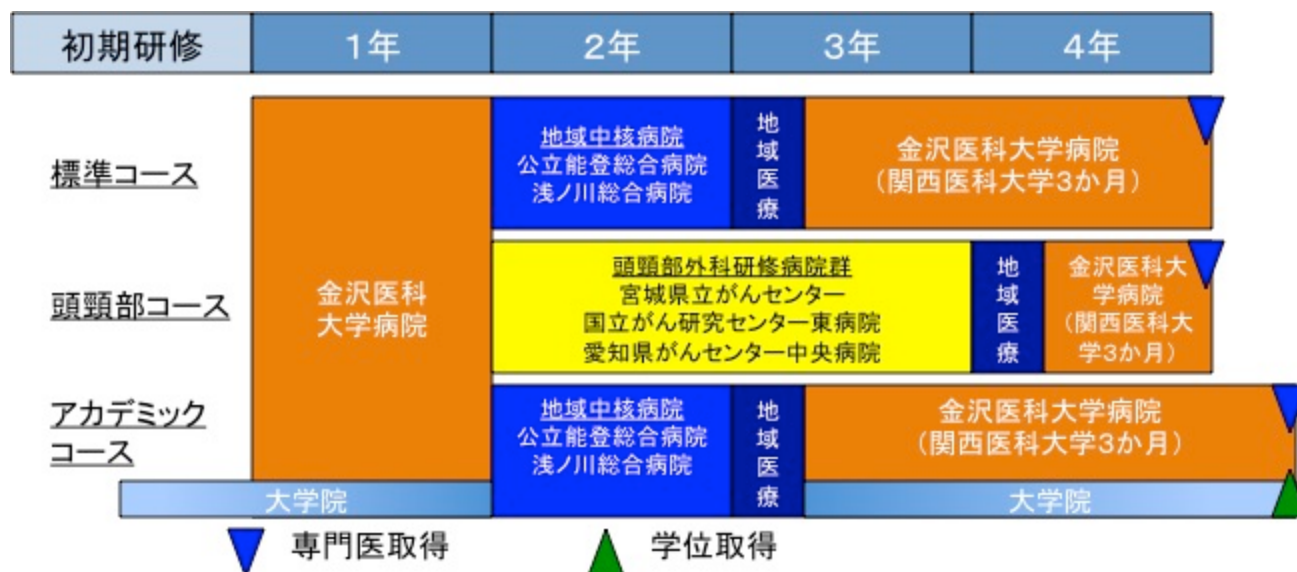 初期研修
1年
2年
3年
4年
標準コース
頭頸部コース
アカデミック
コース
金沢医科
大学病院
地域中核病院
公立能登総合病院
浅ノ川総合病院
地域医療
金沢医科大学病院
(関西医科大学3か月)
頭頸部外科研修病院群
宮城県立がんセンター
国立がん研究センター東病院
愛知県がんセンター中央病院
地域医療
金沢医科大
学病院
(関西医科大
学3か月)
地域中核病院
公立能登総合病院
浅ノ川総合病院
地域医療
金沢医科大学病院
(関西医科大学3か月)
大学院
大学院
専門医取得
学位取得